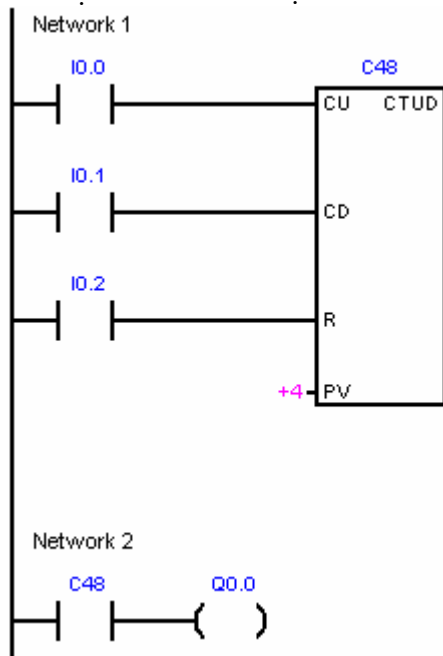 Network 1
I0.0
C48
CU CTUD
I0.1
CD
I0.2
R
+4 PV
Network 2
C48 Q0.0